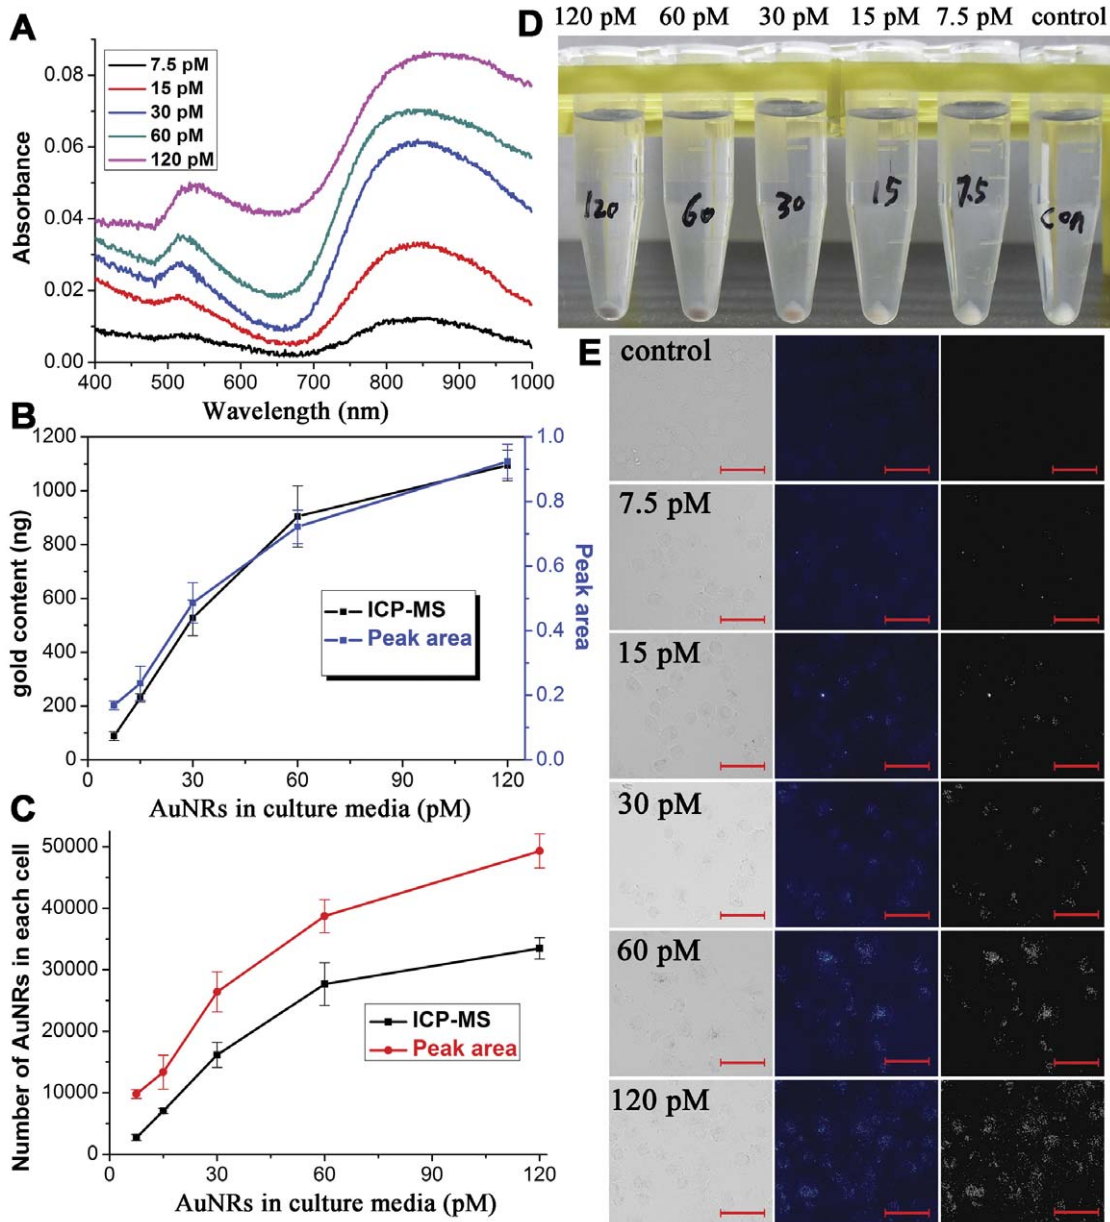 A
7.5 pM
15 pM
30 pM
60 pM
120 pM
0.08
0.06
0.04
0.02
0.00
Absorbance
400 500 600 700 800 900 1000
Wavelength (nm)
B
1200
1000
800
600
400
200
0
gold content (ng)
1.0
0.8
0.6
0.4
0.2
0.0
Peak area
ICP-MS
Peak area
0 30 60 90 120
AuNRs in culture media (pM)
C
50000
40000
30000
20000
10000
0
Number of AuNRs in each cell
ICP-MS
Peak area
0 30 60 90 120
AuNRs in culture media (pM)
D
120 pM 60 pM 30 pM 15 pM 7.5 pM control
120 60 30 15 7.5 con
E
control
7.5 pM
15 pM
30 pM
60 pM
120 pM